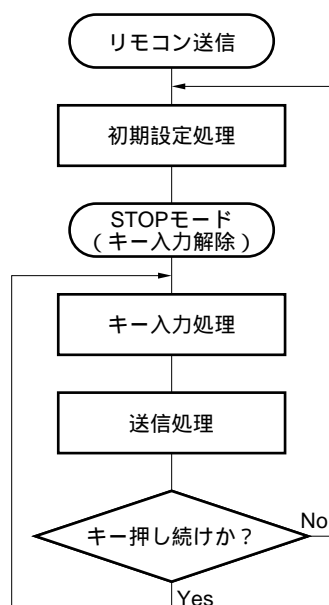 リモコン送信
初期設定処理
STOPモード
(キー入力解除)
キー入力処理
送信処理
キー押し続けか?
No
Yes